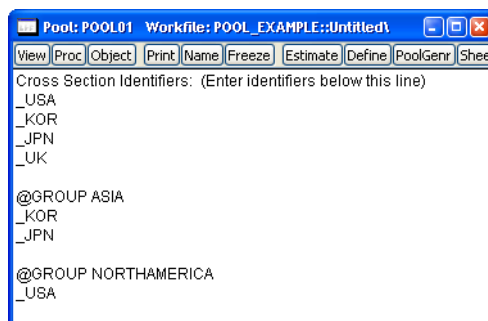 Pool: POOL01 Workfile: POOL_EXAMPLE::Untitled\
View Proc Object Print Name Freeze Estimate Define PoolGenr Shee
Cross Section Identifiers: (Enter identifiers below this line)
_USA
_KOR
_JPN
_UK
@GROUP ASIA
_KOR
_JPN
@GROUP NORTHAMERICA
_USA